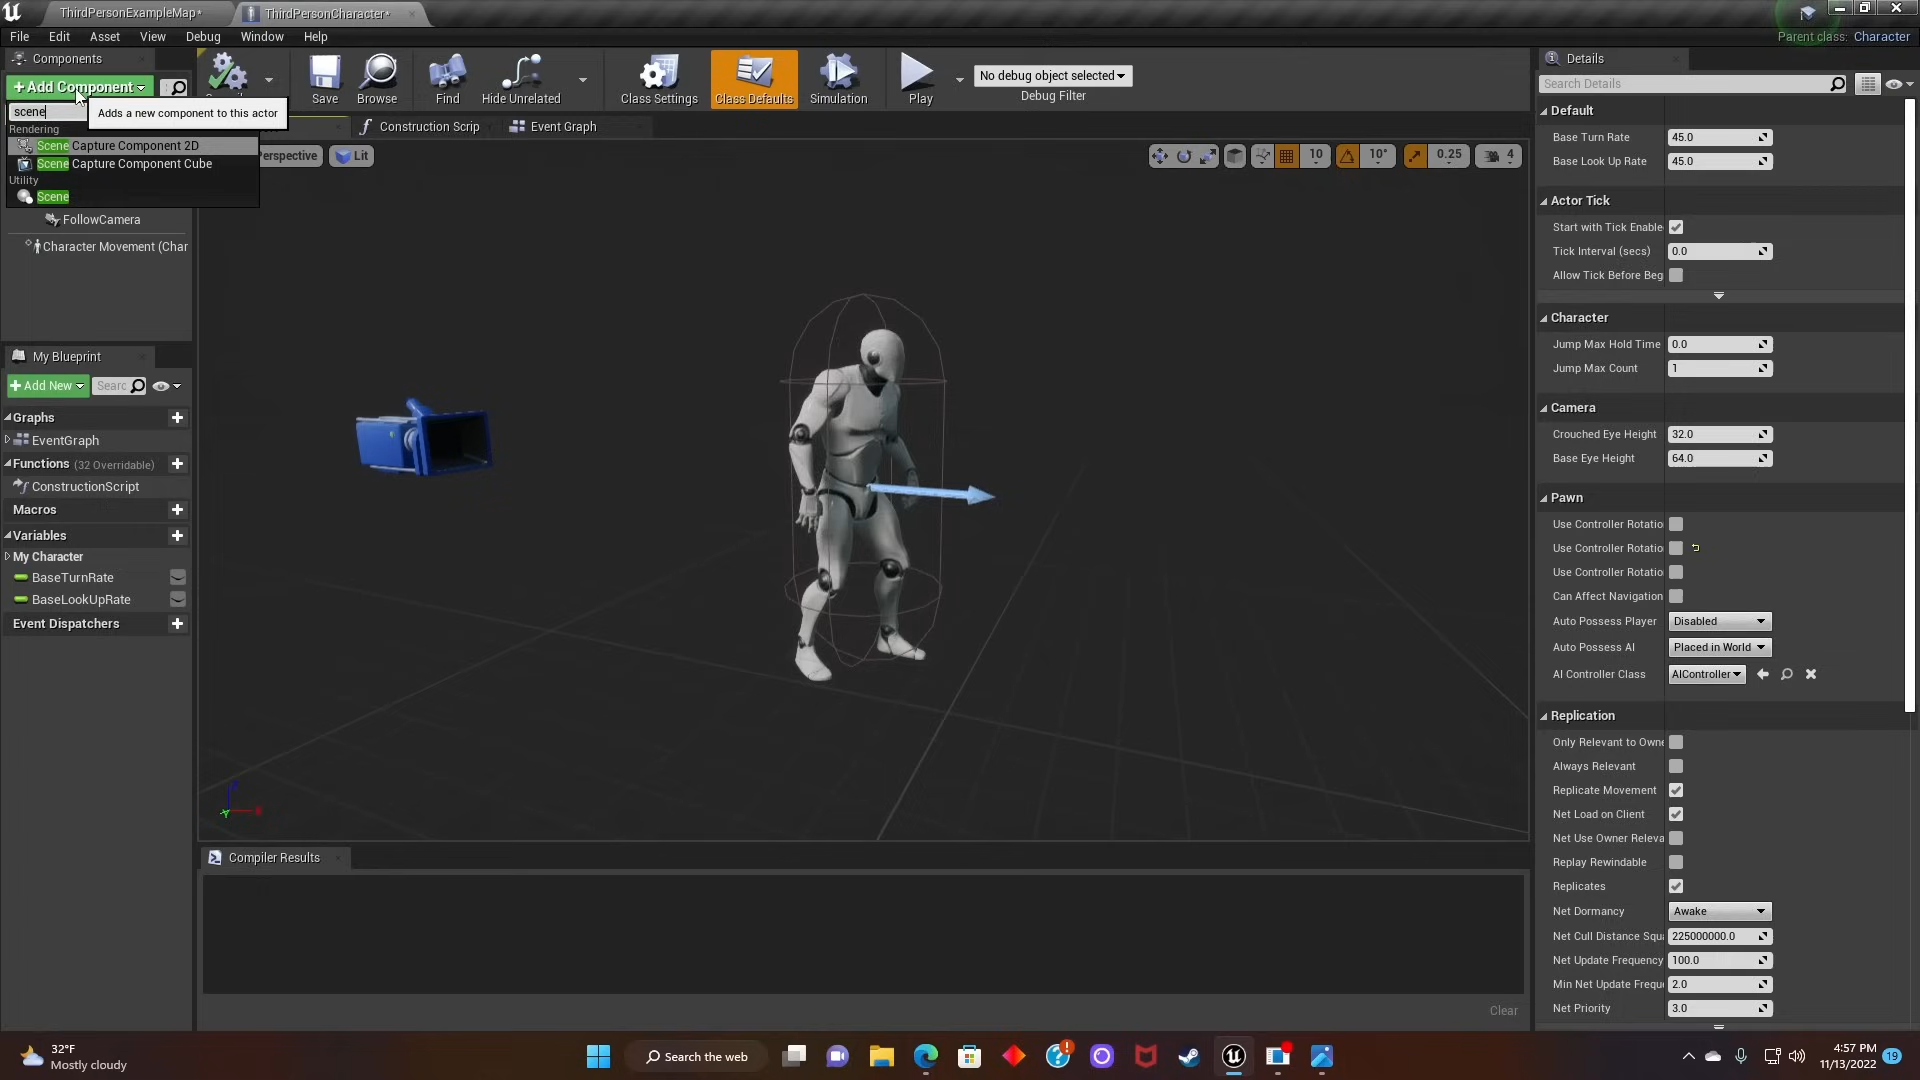 ThirdPersonExampleMap*
ThirdPersonCharacter*
File Edit Asset View Debug Window Help
Parent class: Character
Components
+Add Component
scene
Adds a new component to this actor
Rendering
Scene Capture Component 2D
Scene Capture Component Cube
Utility
Scene
FollowCamera
Character Movement (Char
Save
Browse
Find
Hide Unrelated
Class Settings
Class Defaults
Simulation
Play
No debug object selected
Debug Filter
Construction Scrip
Event Graph
erspective
Lit
10
10°
0.25
4
My Blueprint
+Add New
Searc
Graphs
EventGraph
Functions (32 Overridable)
ConstructionScript
Macros
Variables
My Character
BaseTurnRate
BaseLookUpRate
Event Dispatchers
Compiler Results
Clear
Details
Search Details
Default
Base Turn Rate 45.0
Base Look Up Rate 45.0
Actor Tick
Start with Tick Enable
Tick Interval (secs) 0.0
Allow Tick Before Beg
Character
Jump Max Hold Time 0.0
Jump Max Count 1
Camera
Crouched Eye Height 32.0
Base Eye Height 64.0
Pawn
Use Controller Rotatio
Use Controller Rotatio
Use Controller Rotatio
Can Affect Navigation
Auto Possess Player Disabled
Auto Possess AI Placed in World
AI Controller Class AIController
Replication
Only Relevant to Owne
Always Relevant
Replicate Movement
Net Load on Client
Net Use Owner Releva
Replay Rewindable
Replicates
Net Dormancy Awake
Net Cull Distance Squa 225000000.0
Net Update Frequency 100.0
Min Net Update Frequ 2.0
Net Priority 3.0
32°F
Mostly cloudy
Search the web
4:57 PM
11/13/2022
19